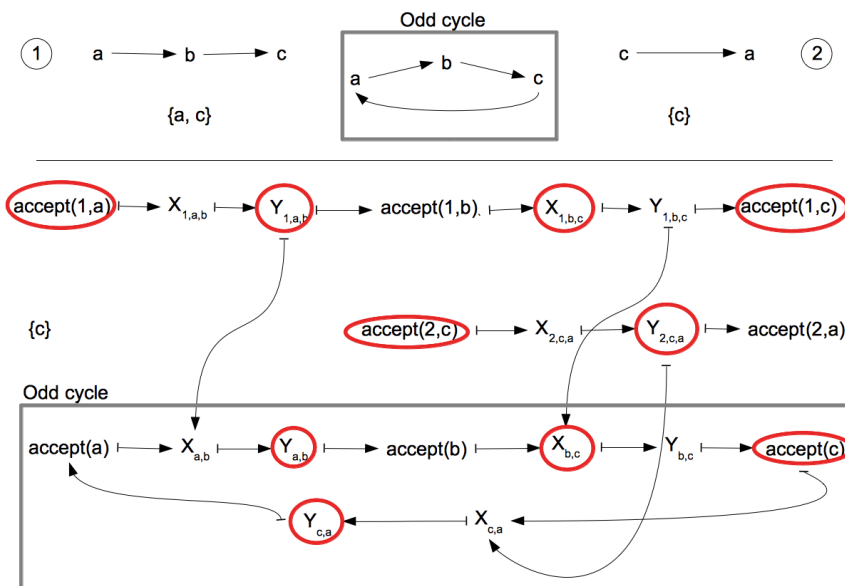 Odd cycle
1 a b c
a b c
c a 2
{a, c}
{c}
accept(1,a) X1,a,b Y1,a,b accept(1,b). X1,b,c Y1,b,c accept(1,c)
{c} accept(2,c) X2,c,a Y2,c,a accept(2,a)
Odd cycle
accept(a) Xa,b Ya,b accept(b) Xb,c Yb,c accept(c)
Yc,a Xc,a